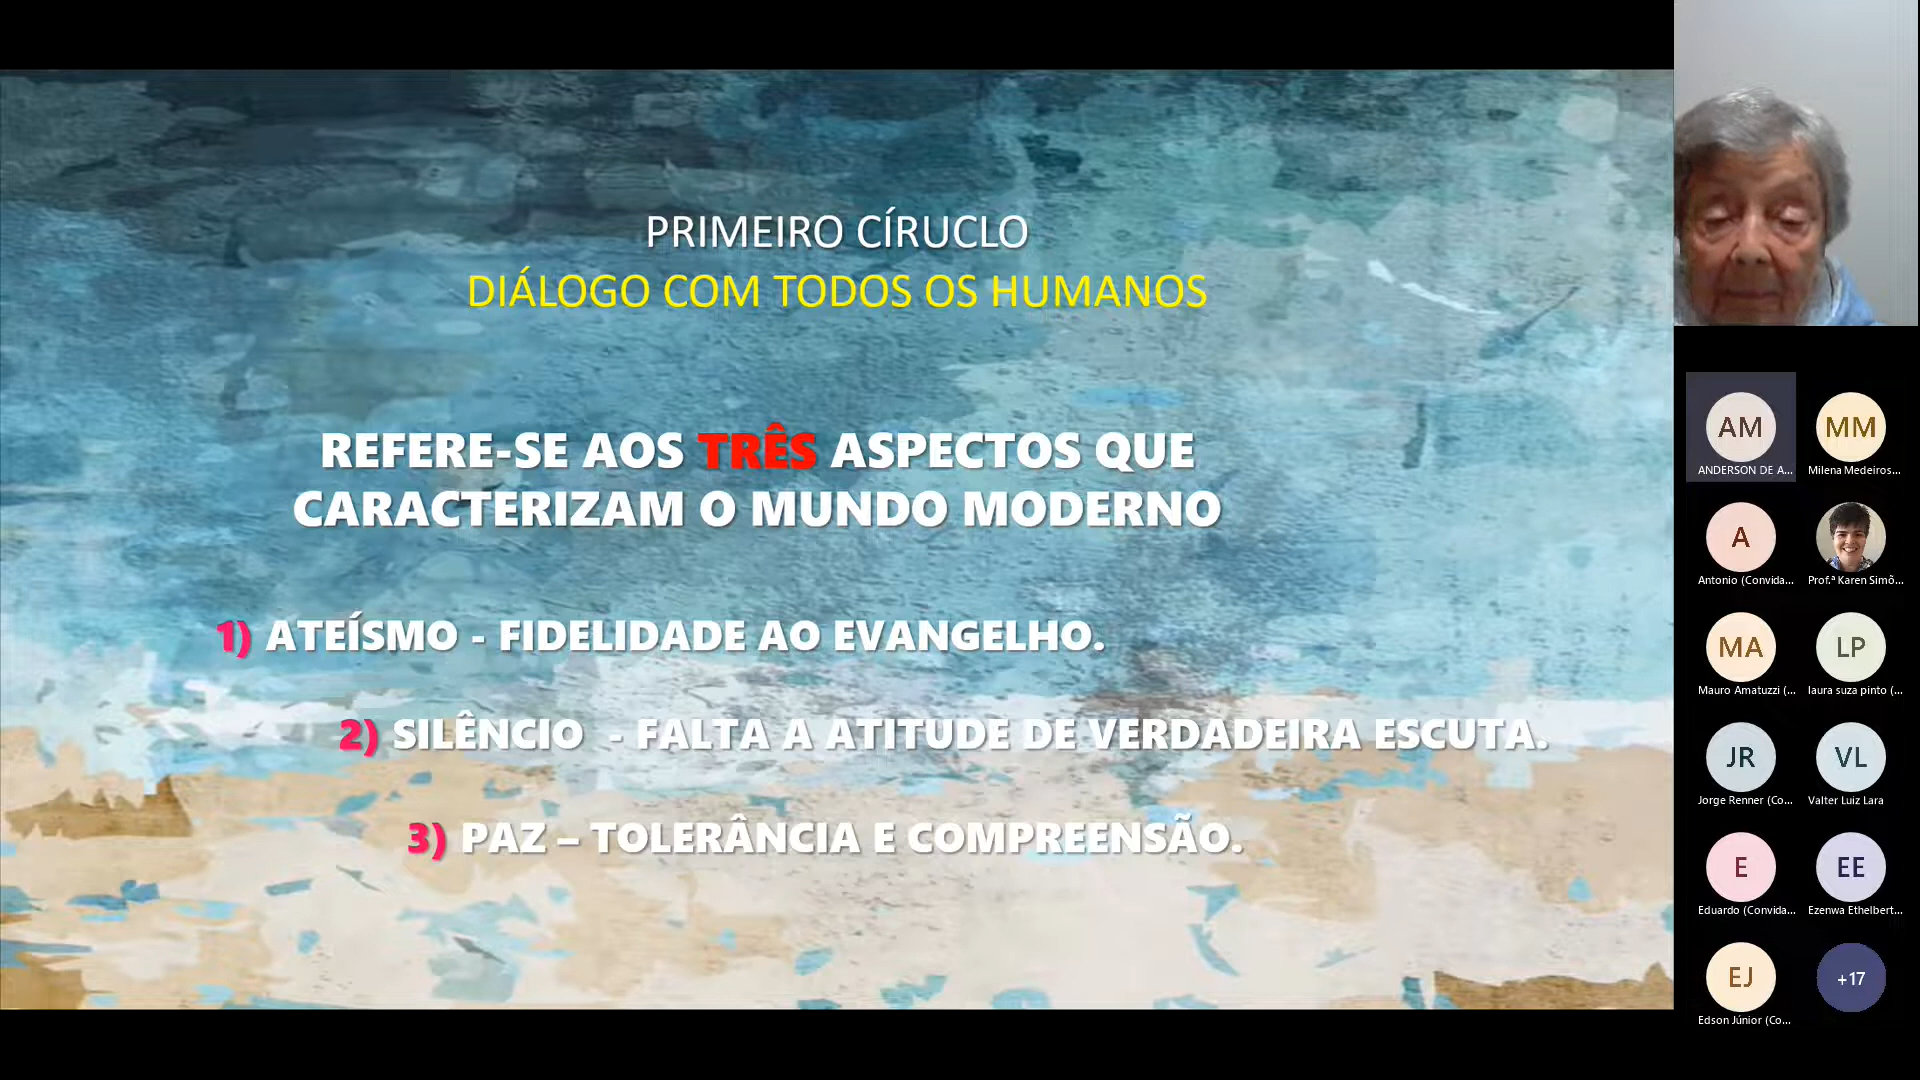 PRIMEIRO CÍRUCLO
DIÁLOGO COM TODOS OS HUMANOS
REFERE-SE AOS TRÊS ASPECTOS QUE
CARACTERIZAM O MUNDO MODERNO
1) ATEÍSMO - FIDELIDADE AO EVANGELHO.
2) SILÊNCIO - FALTA A ATITUDE DE VERDADEIRA ESCUTA.
3) PAZ – TOLERÂNCIA E COMPREENSÃO.
AM
ANDERSON DE A...
MM
Milena Medeiros...
A
Antonio (Convida...
Prof.ª Karen Simõ...
MA
Mauro Amatuzzi (...
LP
laura suza pinto (...
JR
Jorge Renner (Co...
VL
Valter Luiz Lara
E
Eduardo (Convida...
EE
Ezenwa Ethelbert...
EJ
Edson Júnior (Co...
+17